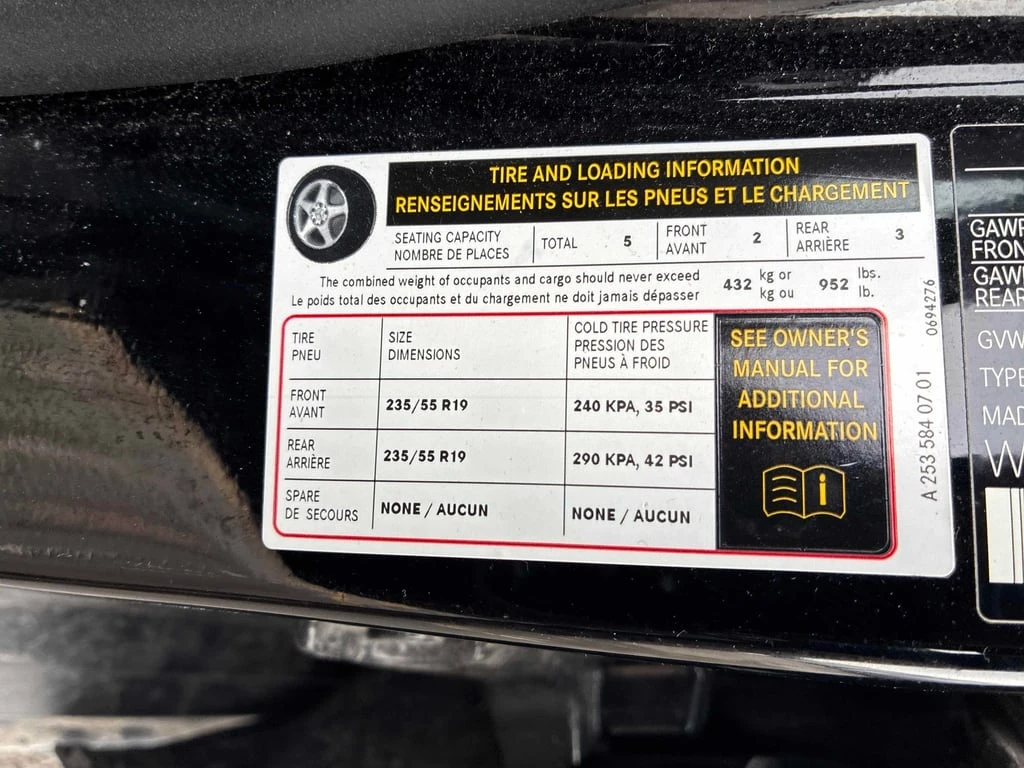 TIRE AND LOADING INFORMATION
RENSEIGNEMENTS SUR LES PNEUS ET LE CHARGEMENT
SEATING CAPACITY
NOMBRE DE PLACES
TOTAL 5
FRONT
AVANT
2
REAR
ARRIÈRE
3
The combined weight of occupants and cargo should never exceed
Le poids total des occupants et du chargement ne doit jamais dépasser
432
kg or
kg ou
952
lbs.
lb.
TIRE
PNEU
SIZE
DIMENSIONS
COLD TIRE PRESSURE
PRESSION DES
PNEUS À FROID
FRONT
AVANT
235/55 R19
240 KPA, 35 PSI
REAR
ARRIÈRE
235/55 R19
290 KPA, 42 PSI
SPARE
DE SECOURS
NONE / AUCUN
NONE / AUCUN
SEE OWNER'S
MANUAL FOR
ADDITIONAL
INFORMATION
i
0694276
A 253 584 07 01
FRONT
REAR
TYPE